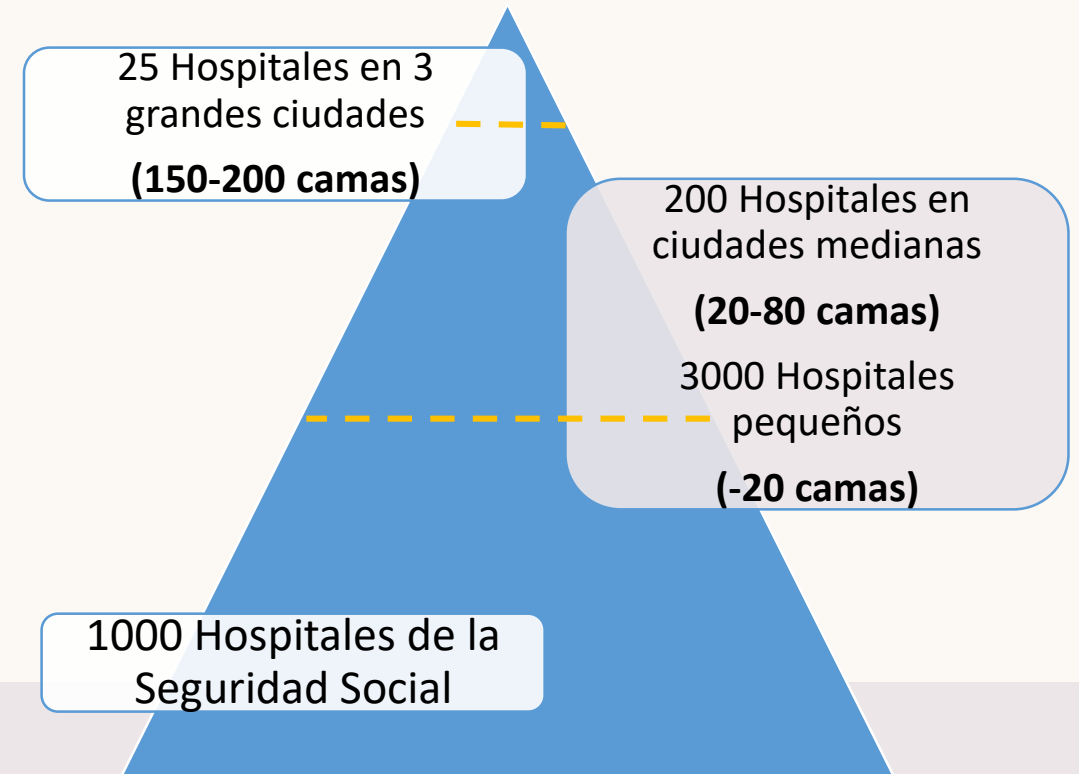 25 Hospitales en 3
grandes ciudades
(150-200 camas)
200 Hospitales en
ciudades medianas
(20-80 camas)
3000 Hospitales
pequeños
(-20 camas)
1000 Hospitales de la
Seguridad Social